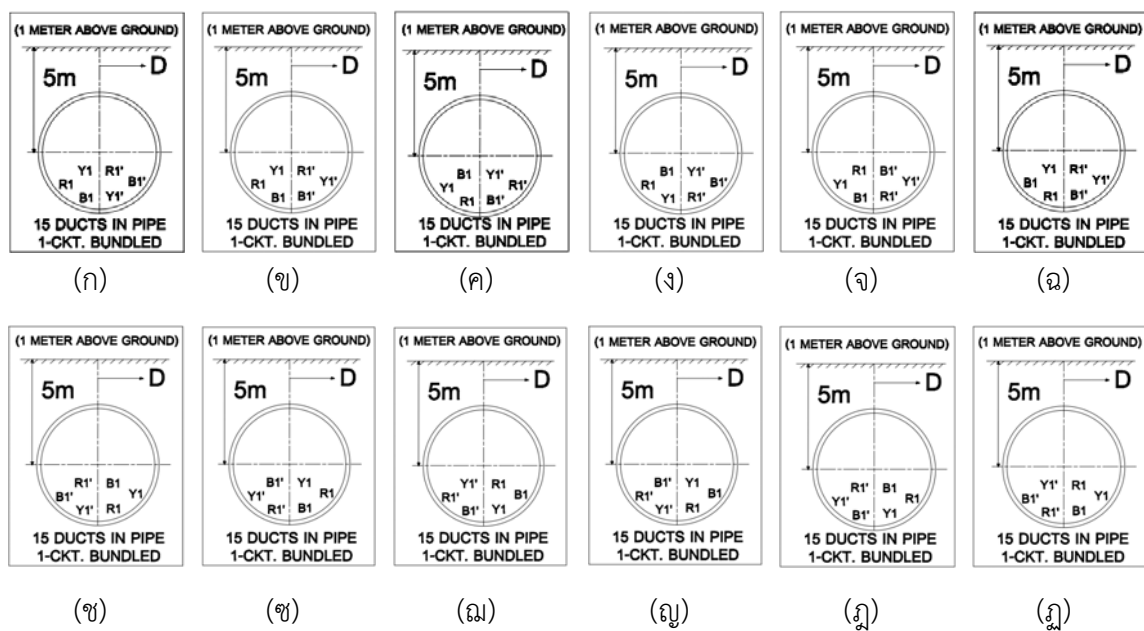 (1 METER ABOVE GROUND) (1 METER ABOVE GROUND) (1 METER ABOVE GROUND) (1 METER ABOVE GROUND) (1 METER ABOVE GROUND) (1 METER ABOVE GROUND)
D D D D D D
5m 5m 5m 5m 5m 5m
Y1 R1' Y1 R1' B1 Y1' B1 Y1' R1 B1' Y1 R1'
R1 B1' R1 Y1' Y1 R1' R1 B1' B1 Y1' B1 Y1'
B1 Y1' B1 B1' R1 B1' Y1 R1' Y1 R1' R1 B1'
15 DUCTS IN PIPE 15 DUCTS IN PIPE 15 DUCTS IN PIPE 15 DUCTS IN PIPE 15 DUCTS IN PIPE 15 DUCTS IN PIPE
1-CKT. BUNDLED 1-CKT. BUNDLED 1-CKT. BUNDLED 1-CKT. BUNDLED 1-CKT. BUNDLED 1-CKT. BUNDLED
(ก) (ข) (ค) (ง) (จ) (ฉ)
(1 METER ABOVE GROUND) (1 METER ABOVE GROUND) (1 METER ABOVE GROUND) (1 METER ABOVE GROUND) (1 METER ABOVE GROUND) (1 METER ABOVE GROUND)
D D D D D D
5m 5m 5m 5m 5m 5m
R1' B1 B1' Y1 Y1' R1 B1' Y1 R1' B1 Y1' R1
B1' Y1 Y1' R1 R1' B1 R1' B1 Y1' R1 B1' Y1
Y1' R1 R1' B1 B1' Y1 Y1' R1 B1' Y1 R1' B1
15 DUCTS IN PIPE 15 DUCTS IN PIPE 15 DUCTS IN PIPE 15 DUCTS IN PIPE 15 DUCTS IN PIPE 15 DUCTS IN PIPE
1-CKT. BUNDLED 1-CKT. BUNDLED 1-CKT. BUNDLED 1-CKT. BUNDLED 1-CKT. BUNDLED 1-CKT. BUNDLED
(ช) (ซ) (ฌ) (ญ) (ฎ) (ฏ)